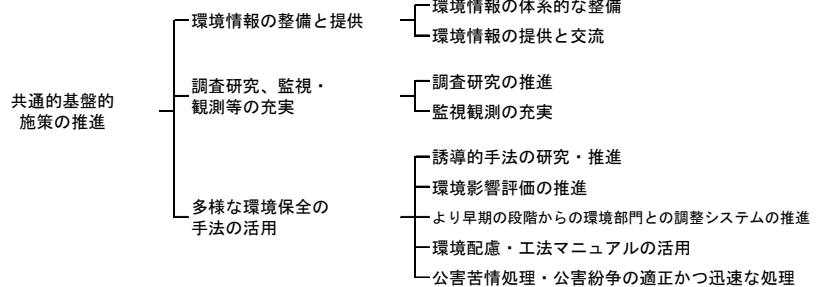 環境情報の体系的な整備
環境情報の整備と提供
環境情報の提供と交流
調査研究、監視・
観測等の充実
調査研究の推進
監視観測の充実
共通的基盤的
施策の推進
誘導的手法の研究・推進
環境影響評価の推進
多様な環境保全の
手法の活用
より早期の段階からの環境部門との調整システムの推進
環境配慮・工法マニュアルの活用
公害苦情処理・公害紛争の適正かつ迅速な処理